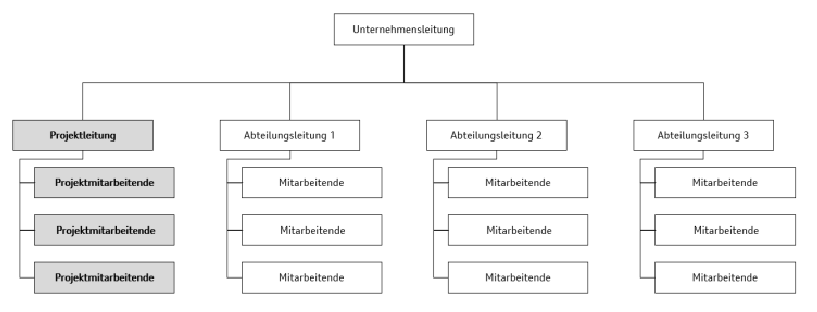 Unternehmensleitung
Projektleitung
Abteilungsleitung 1
Abteilungsleitung 2
Abteilungsleitung 3
Projektmitarbeitende
Mitarbeitende
Mitarbeitende
Mitarbeitende
Projektmitarbeitende
Mitarbeitende
Mitarbeitende
Mitarbeitende
Projektmitarbeitende
Mitarbeitende
Mitarbeitende
Mitarbeitende